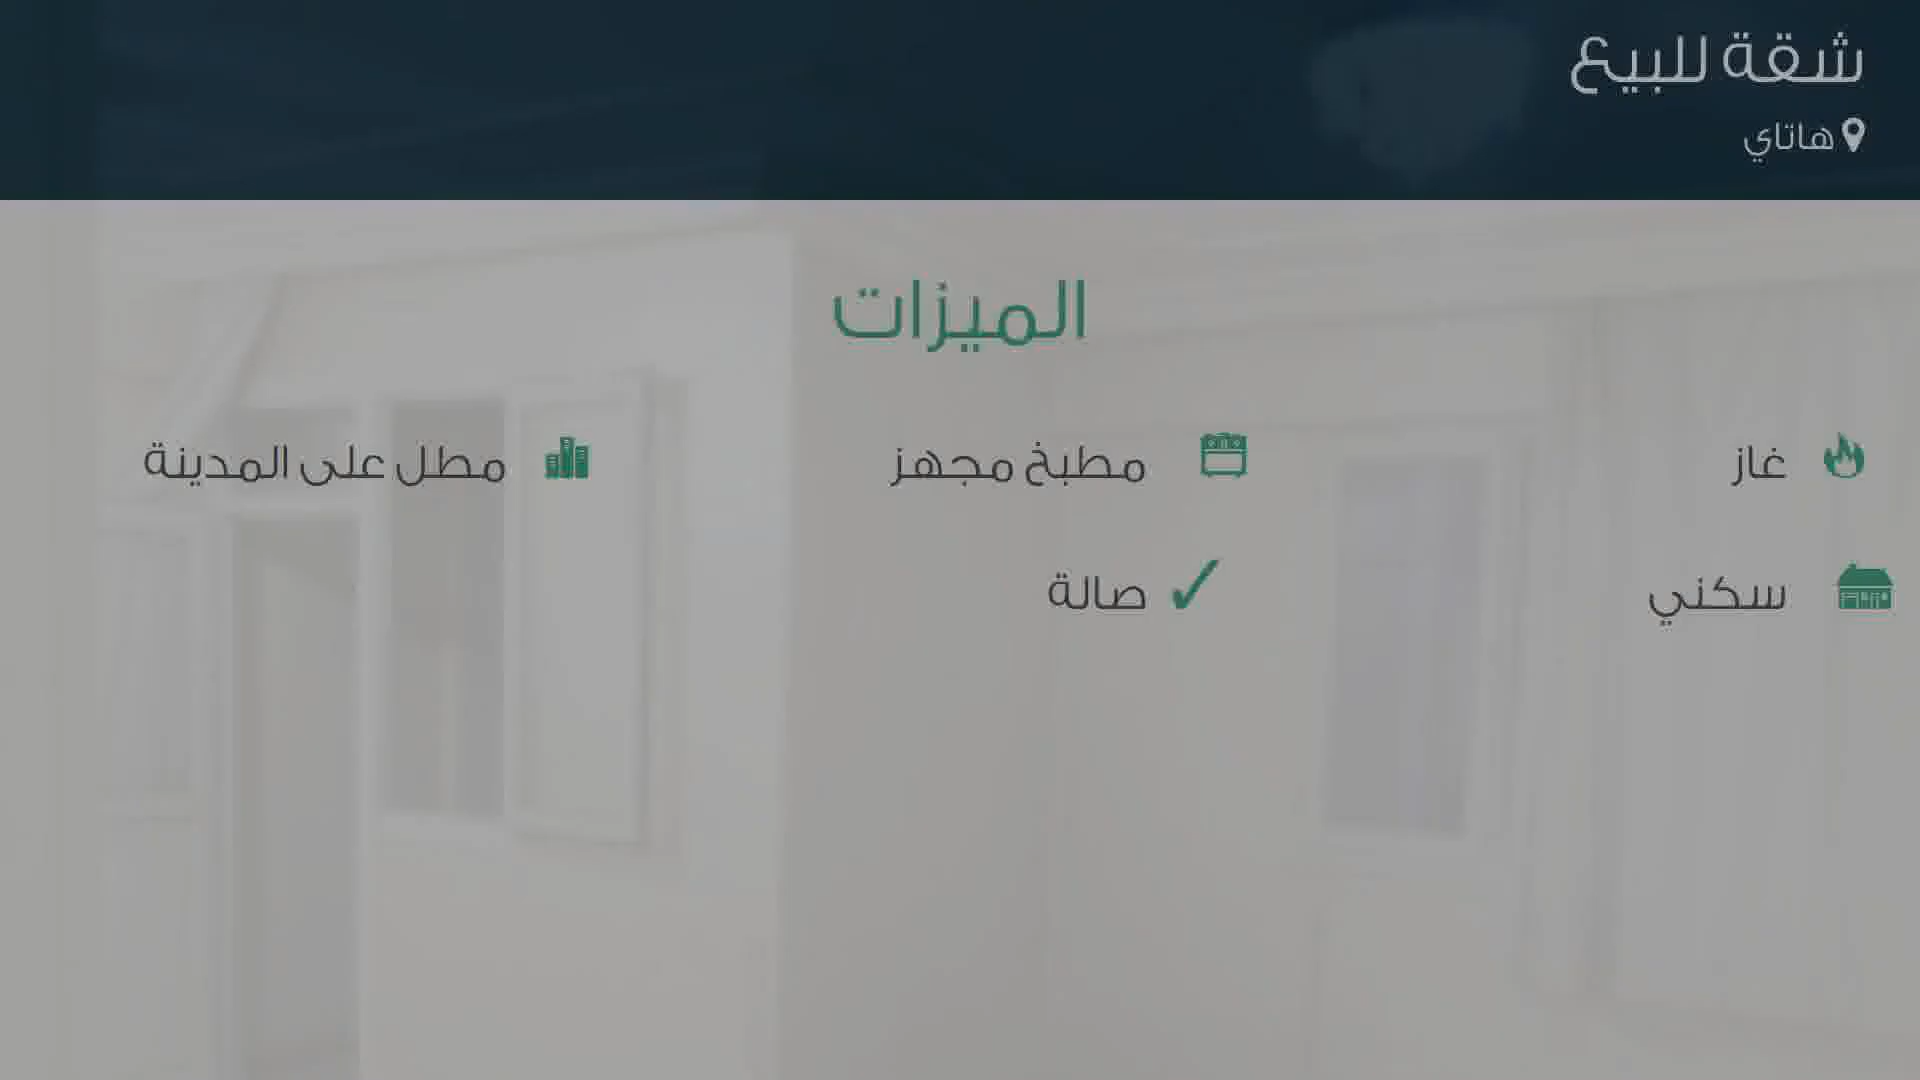 شقة للبيع
هاتاي
الميزات
غاز
مطبخ مجهز
مطل على المدينة
سكني
صالة